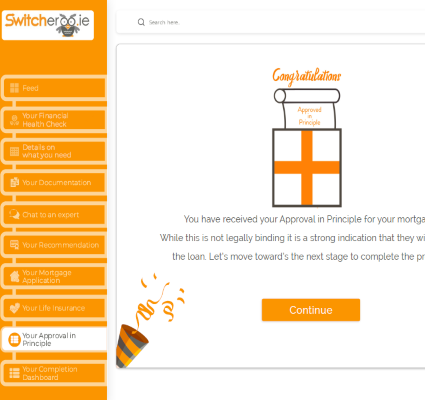 Switcheroo.ie
Search here..
Feed
Your Financial
Health Check
Details on
what you need
Your Documentation
Chat to an expert
Your Recommendation
Your Mortgage
Application
Your Life insurance
Your Approval in
Principle
Your Completion
Dashboard
Congratulations
Approved
in
Principle
You have received your Approval in Principle for your mortga
While this is not legally binding it is a strong indication that they wi
the loan. Let's move toward's the next stage to complete the pr
Continue